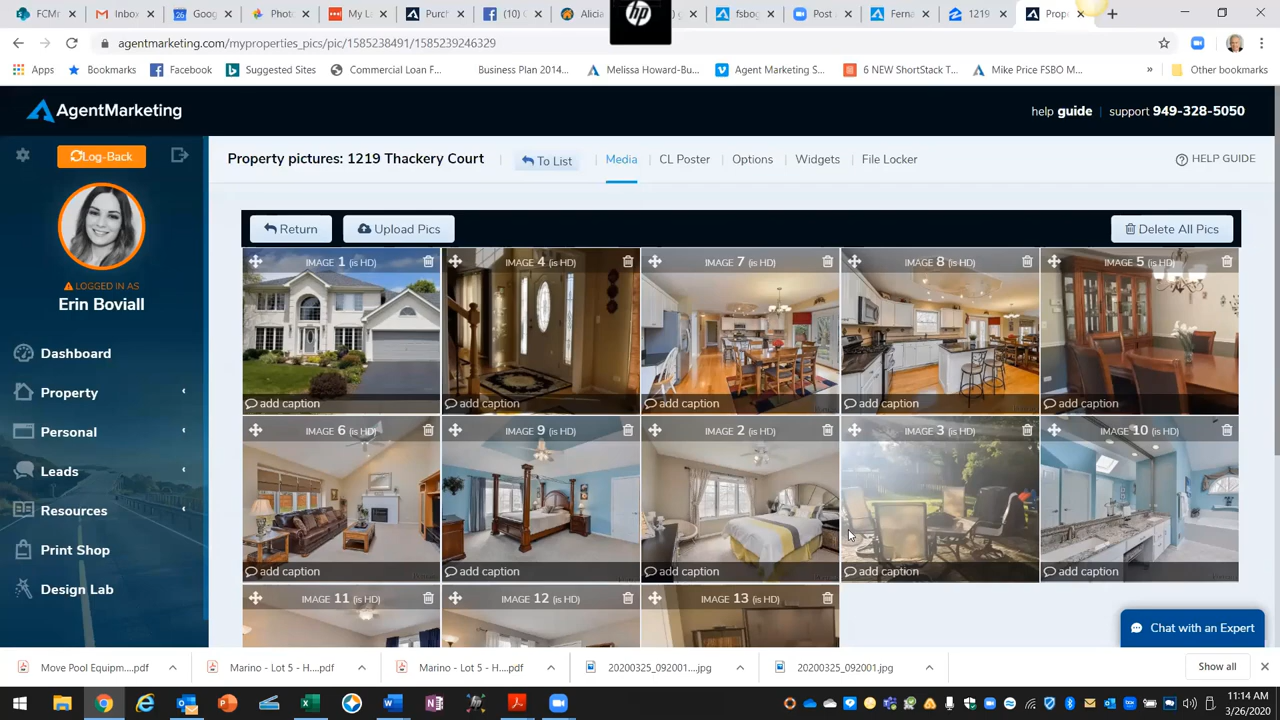 FCMr
Inbox
Goog
Photo
My Li
Purch
(10) C
Alicia
fsbog
Post
Ferna
1219
Prope
hp
agentmarketing.com/myproperties_pics/pic/1585238491/1585239246329
Apps
Bookmarks
Facebook
Suggested Sites
Commercial Loan F...
Business Plan 2014...
Melissa Howard-Bu...
Agent Marketing S...
6 NEW ShortStack T...
Mike Price FSBO M...
»
Other bookmarks
AgentMarketing
help guide | support 949-328-5050
Log-Back
LOGGED IN AS
Erin Boviall
Dashboard
Property
Personal
Leads
Resources
Print Shop
Design Lab
Property pictures: 1219 Thackery Court
To List
Media
CL Poster
Options
Widgets
File Locker
HELP GUIDE
Return
Upload Pics
Delete All Pics
IMAGE 1 (is HD)
IMAGE 4 (is HD)
IMAGE 7 (is HD)
IMAGE 8 (is HD)
IMAGE 5 (is HD)
add caption
add caption
add caption
add caption
add caption
IMAGE 6 (is HD)
IMAGE 9 (is HD)
IMAGE 2 (is HD)
IMAGE 3 (is HD)
IMAGE 10 (is HD)
add caption
add caption
add caption
add caption
add caption
IMAGE 11 (is HD)
IMAGE 12 (is HD)
IMAGE 13 (is HD)
Chat with an Expert
Move Pool Equipm....pdf
Marino - Lot 5 - H....pdf
Marino - Lot 5 - H....pdf
20200325_092001....jpg
20200325_092001.jpg
Show all
11:14 AM
3/26/2020